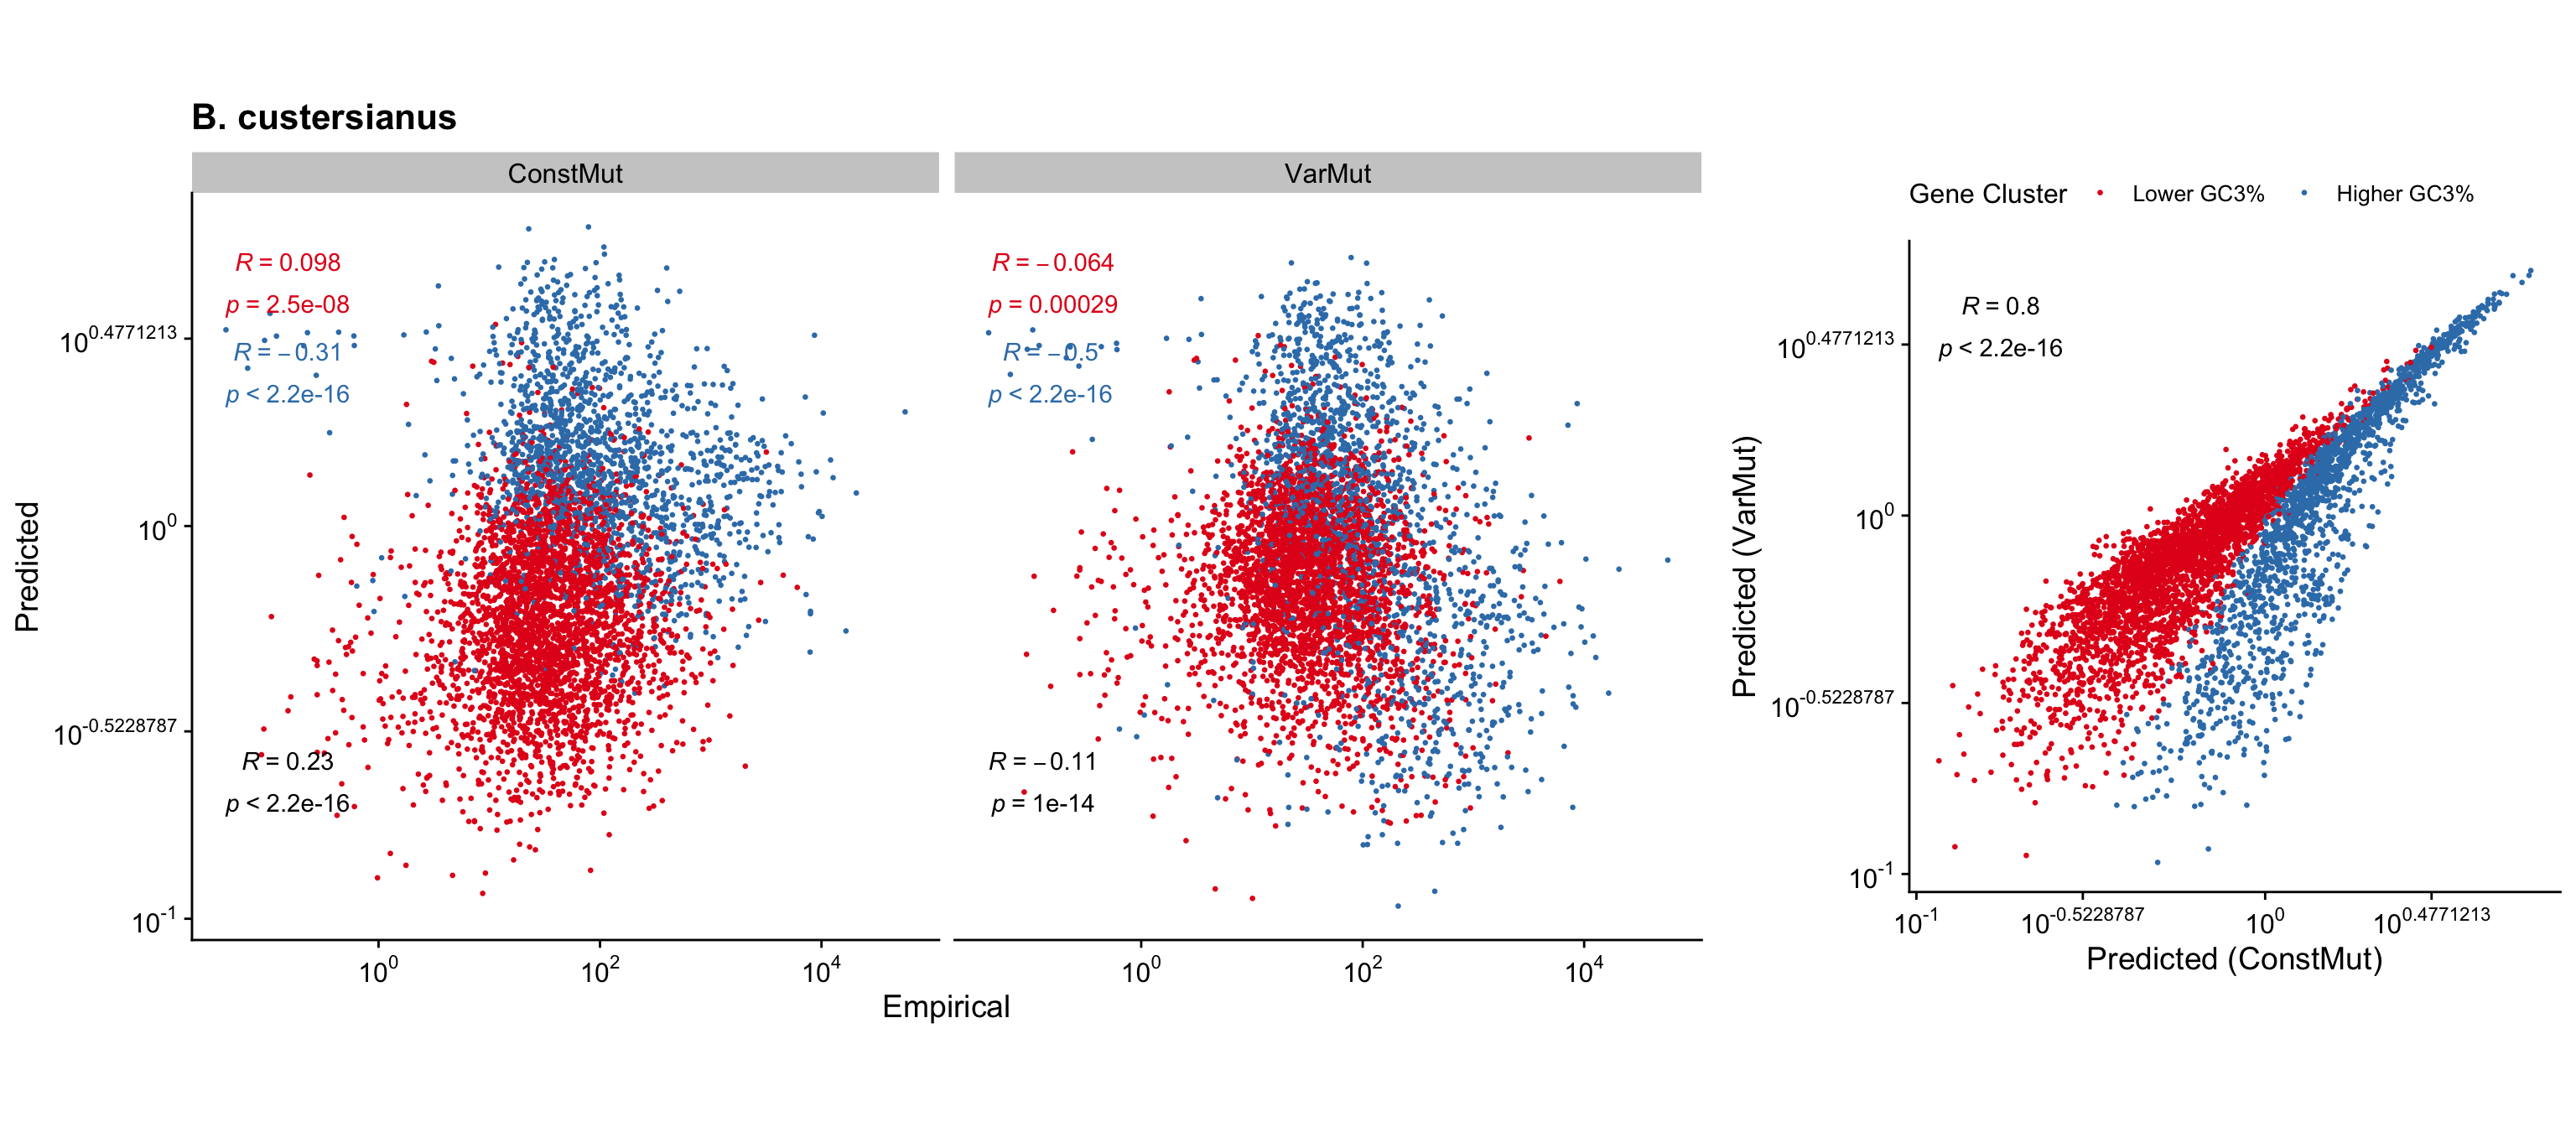 B. custersianus
ConstMut
VarMut
R = 0.098
p = 2.5e-08
R = −0.31
p < 2.2e-16
R = 0.23
p < 2.2e-16
R = −0.064
p = 0.00029
R = −0.5
p < 2.2e-16
R = −0.11
p = 1e-14
Predicted
10^0.4771213
10^0
10^-0.5228787
10^-1
10^0 10^2 10^4
10^0 10^2 10^4
Empirical
Gene Cluster Lower GC3% Higher GC3%
R = 0.8
p < 2.2e-16
Predicted (VarMut)
10^0.4771213
10^0
10^-0.5228787
10^-1
10^-1 10^-0.5228787 10^0 10^0.4771213
Predicted (ConstMut)